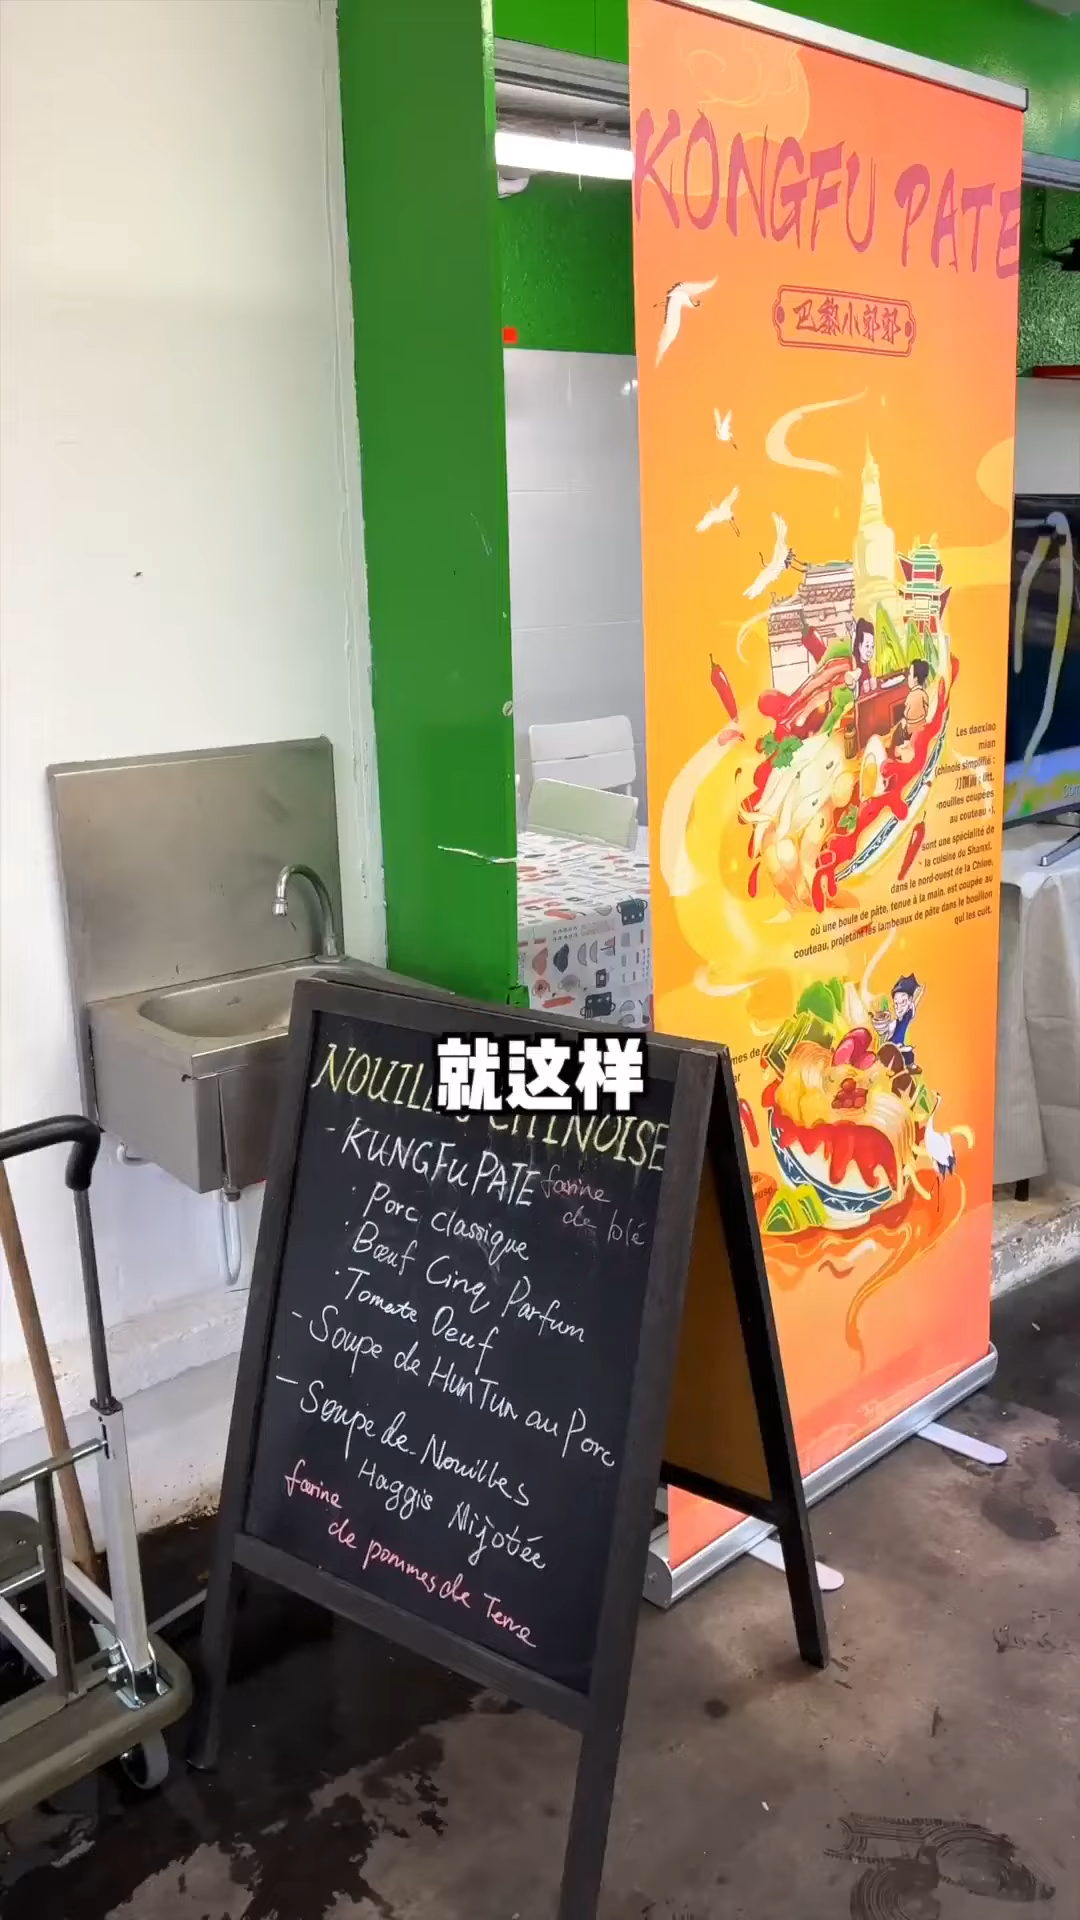 KONGFU PATE
巴黎小郭郭
Les daoxiao
mian
(chinois simplifié :
刀削面 ; litt.
«nouilles coupées
au couteau »),
sont une spécialité de
la cuisine du Shanxi,
dans le nord-ouest de la Chine,
où une boule de pâte, tenue à la main, est coupée au
couteau, projetant les lambeaux de pâte dans le bouillon
qui les cuit.
就这样
CHINOISE
- KUNGFU PATE farine
de blé
· Porc classique
· Bœuf Cinq Parfum
· Tomate Oeuf
- Soupe de HunTun au Porc
- Soupe de Nouilles
Haggis Mijotée
farine
de pommes de Terre